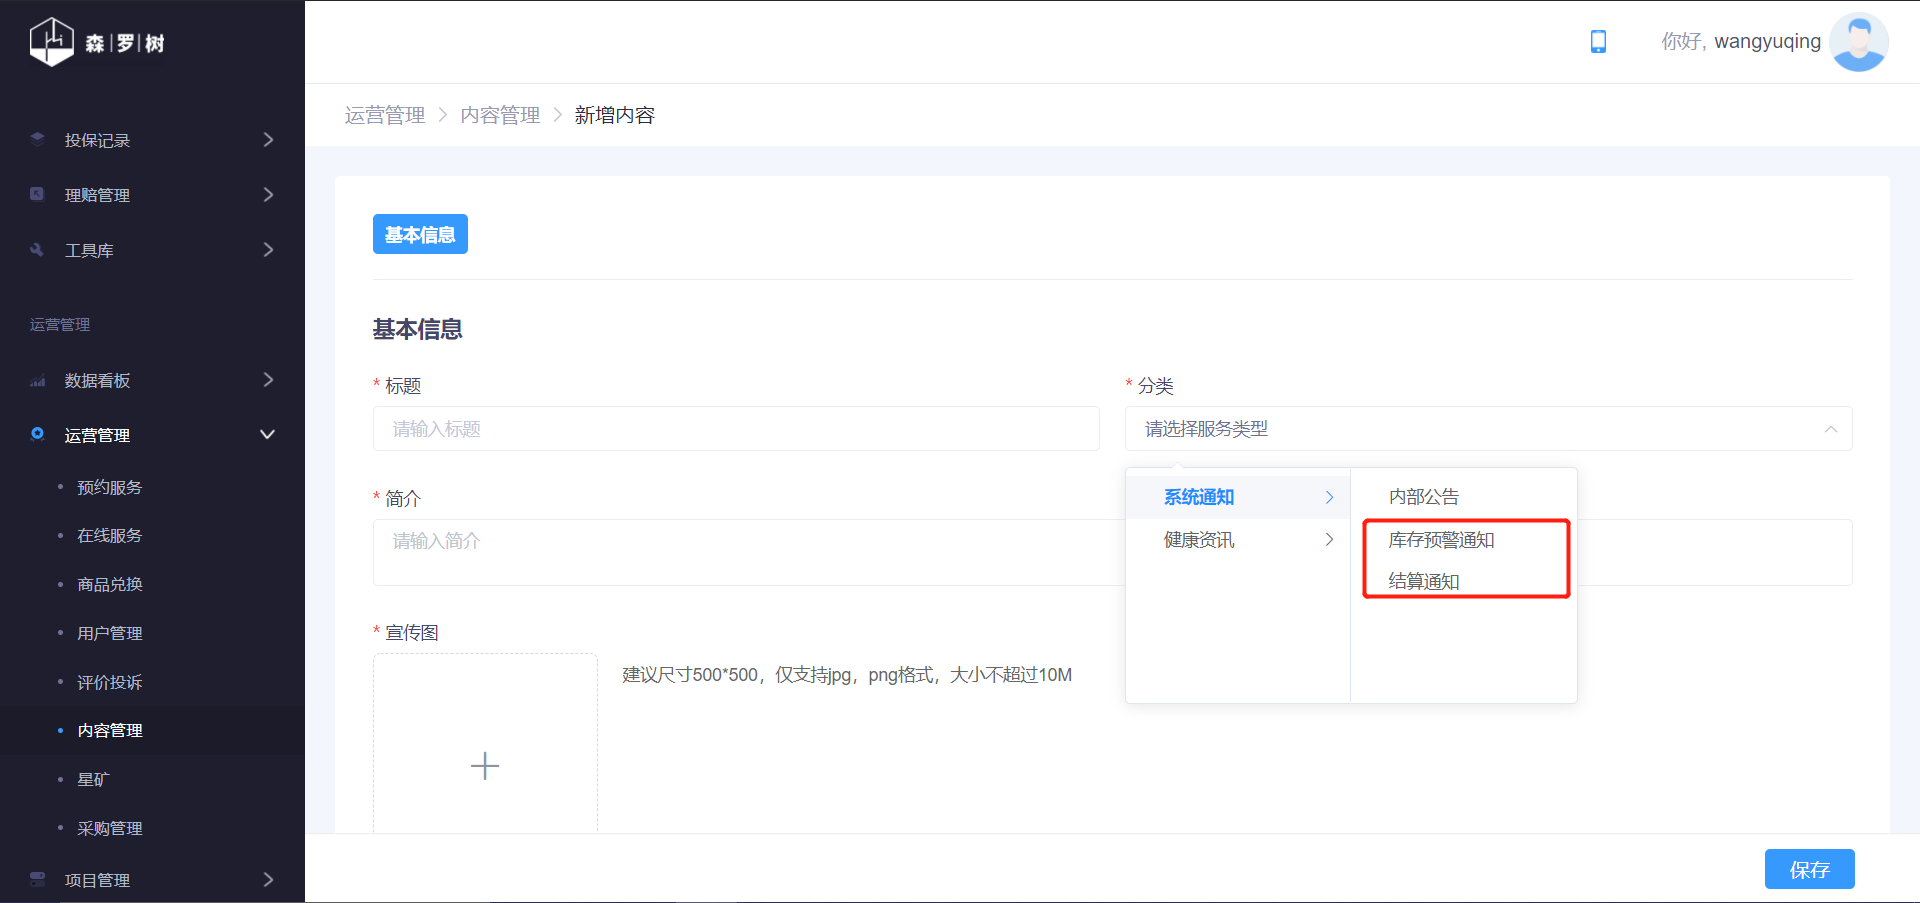 森|罗|树
你好, wangyuqing
运营管理 > 内容管理 > 新增内容
投保记录
理赔管理
工具库
运营管理
数据看板
运营管理
预约服务
在线服务
商品兑换
用户管理
评价投诉
内容管理
星矿
采购管理
项目管理
基本信息
基本信息
* 标题
请输入标题
* 分类
请选择服务类型
系统通知
健康资讯
内部公告
库存预警通知
结算通知
* 简介
请输入简介
* 宣传图
建议尺寸500*500，仅支持jpg，png格式，大小不超过10M
保存